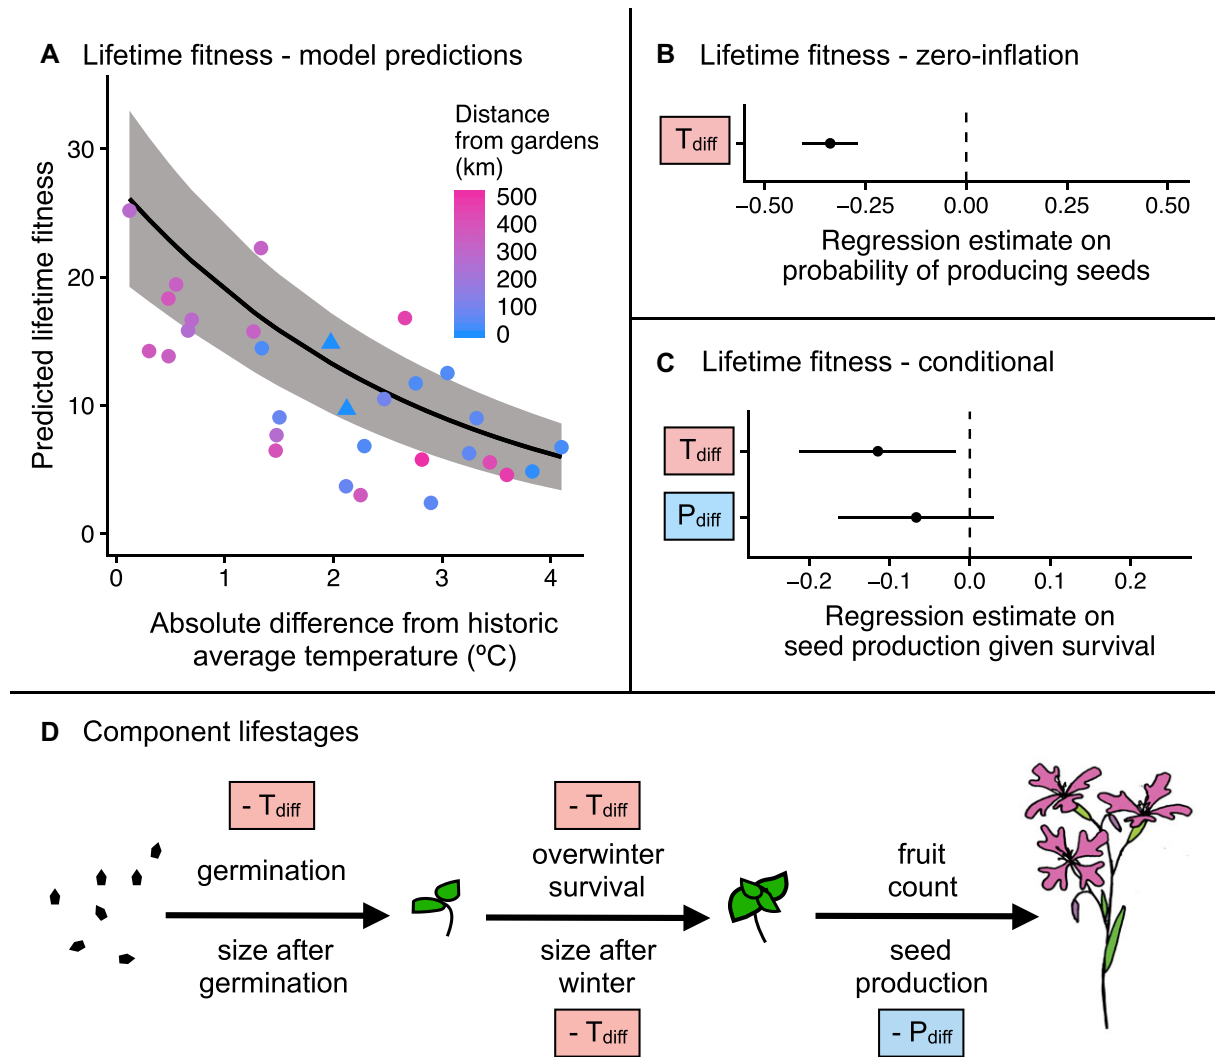 A Lifetime fitness - model predictions
Predicted lifetime fitness
30
20
10
0
0 1 2 3 4
Absolute difference from historic
average temperature (ºC)
Distance
from gardens
(km)
500
400
300
200
100
0
B Lifetime fitness - zero-inflation
Tdiff
−0.50 −0.25 0.00 0.25 0.50
Regression estimate on
probability of producing seeds
C Lifetime fitness - conditional
Tdiff
Pdiff
−0.2 −0.1 0.0 0.1 0.2
Regression estimate on
seed production given survival
D Component lifestages
- Tdiff
germination
size after
germination
- Tdiff
overwinter
survival
size after
winter
- Tdiff
fruit
count
seed
production
- Pdiff